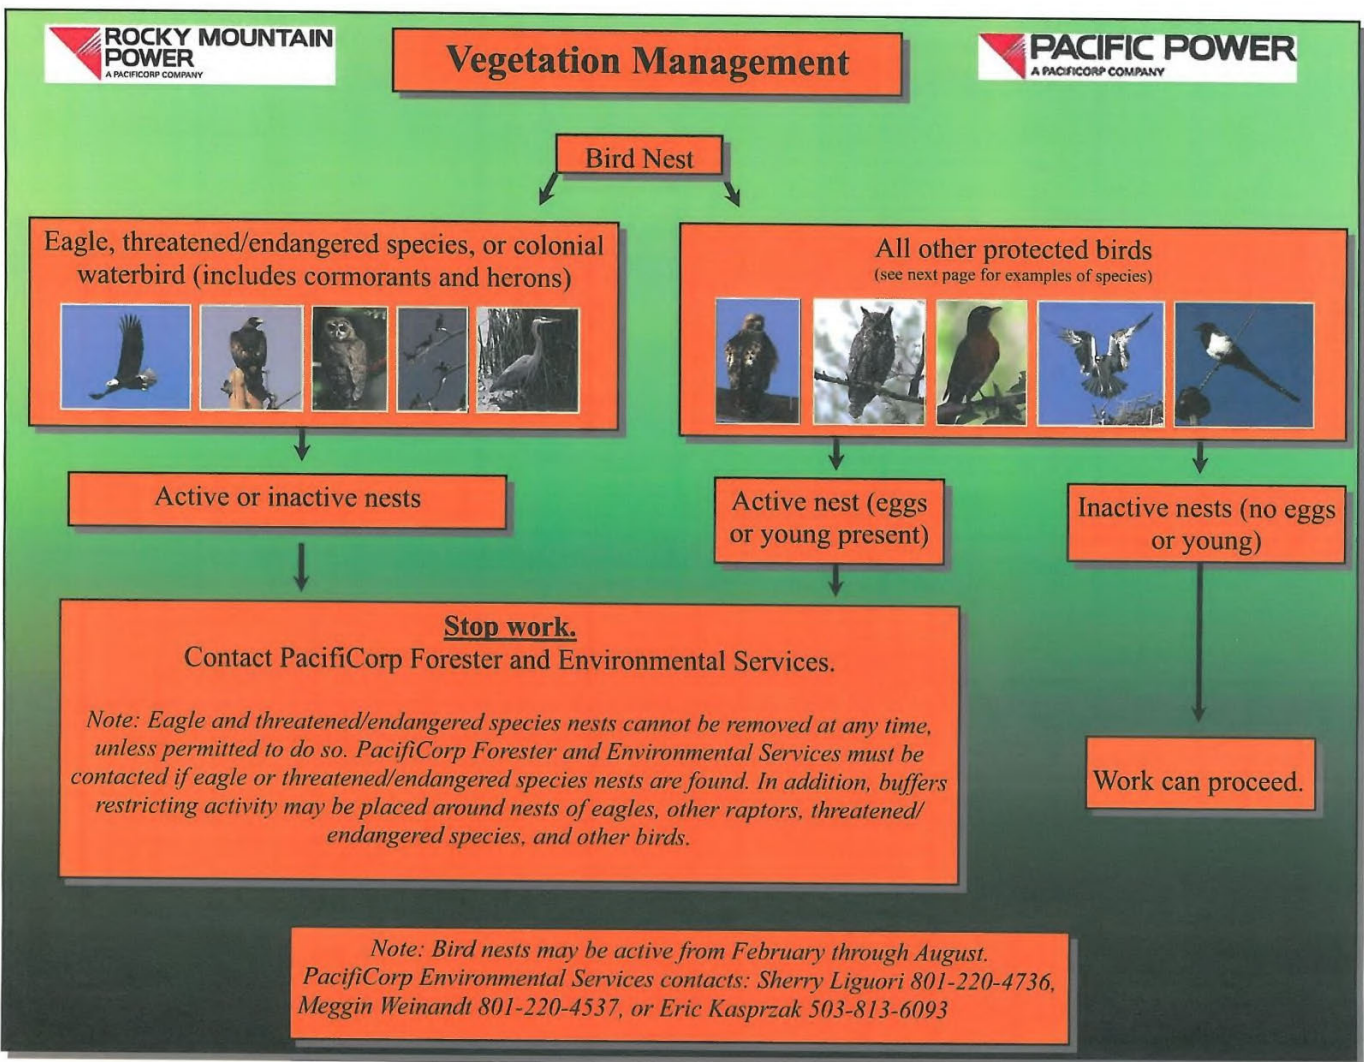 ROCKY MOUNTAIN
POWER
A PACIFICORP COMPANY
Vegetation Management
PACIFIC POWER
A PACIFICORP COMPANY
Bird Nest
Eagle, threatened/endangered species, or colonial
waterbird (includes cormorants and herons)
All other protected birds
(see next page for examples of species)
Active or inactive nests
Active nest (eggs
or young present)
Inactive nests (no eggs
or young)
Stop work.
Contact PacifiCorp Forester and Environmental Services.
Note: Eagle and threatened/endangered species nests cannot be removed at any time,
unless permitted to do so. PacifiCorp Forester and Environmental Services must be
contacted if eagle or threatened/endangered species nests are found. In addition, buffers
restricting activity may be placed around nests of eagles, other raptors, threatened/
endangered species, and other birds.
Work can proceed.
Note: Bird nests may be active from February through August.
PacifiCorp Environmental Services contacts: Sherry Liguori 801-220-4736,
Meggin Weinandt 801-220-4537, or Eric Kasprzak 503-813-6093